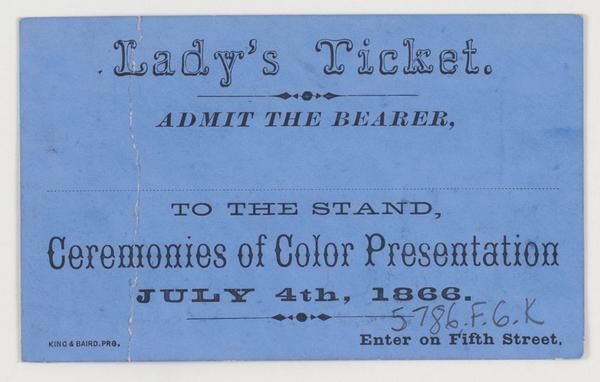 Lady's Ticket.
ADMIT THE BEARER,
TO THE STAND,
Ceremonies of Color Presentation
JULY 4th, 1866.
5786.F.6.K
KING & BAIRD. PRS.
Enter on Fifth Street.